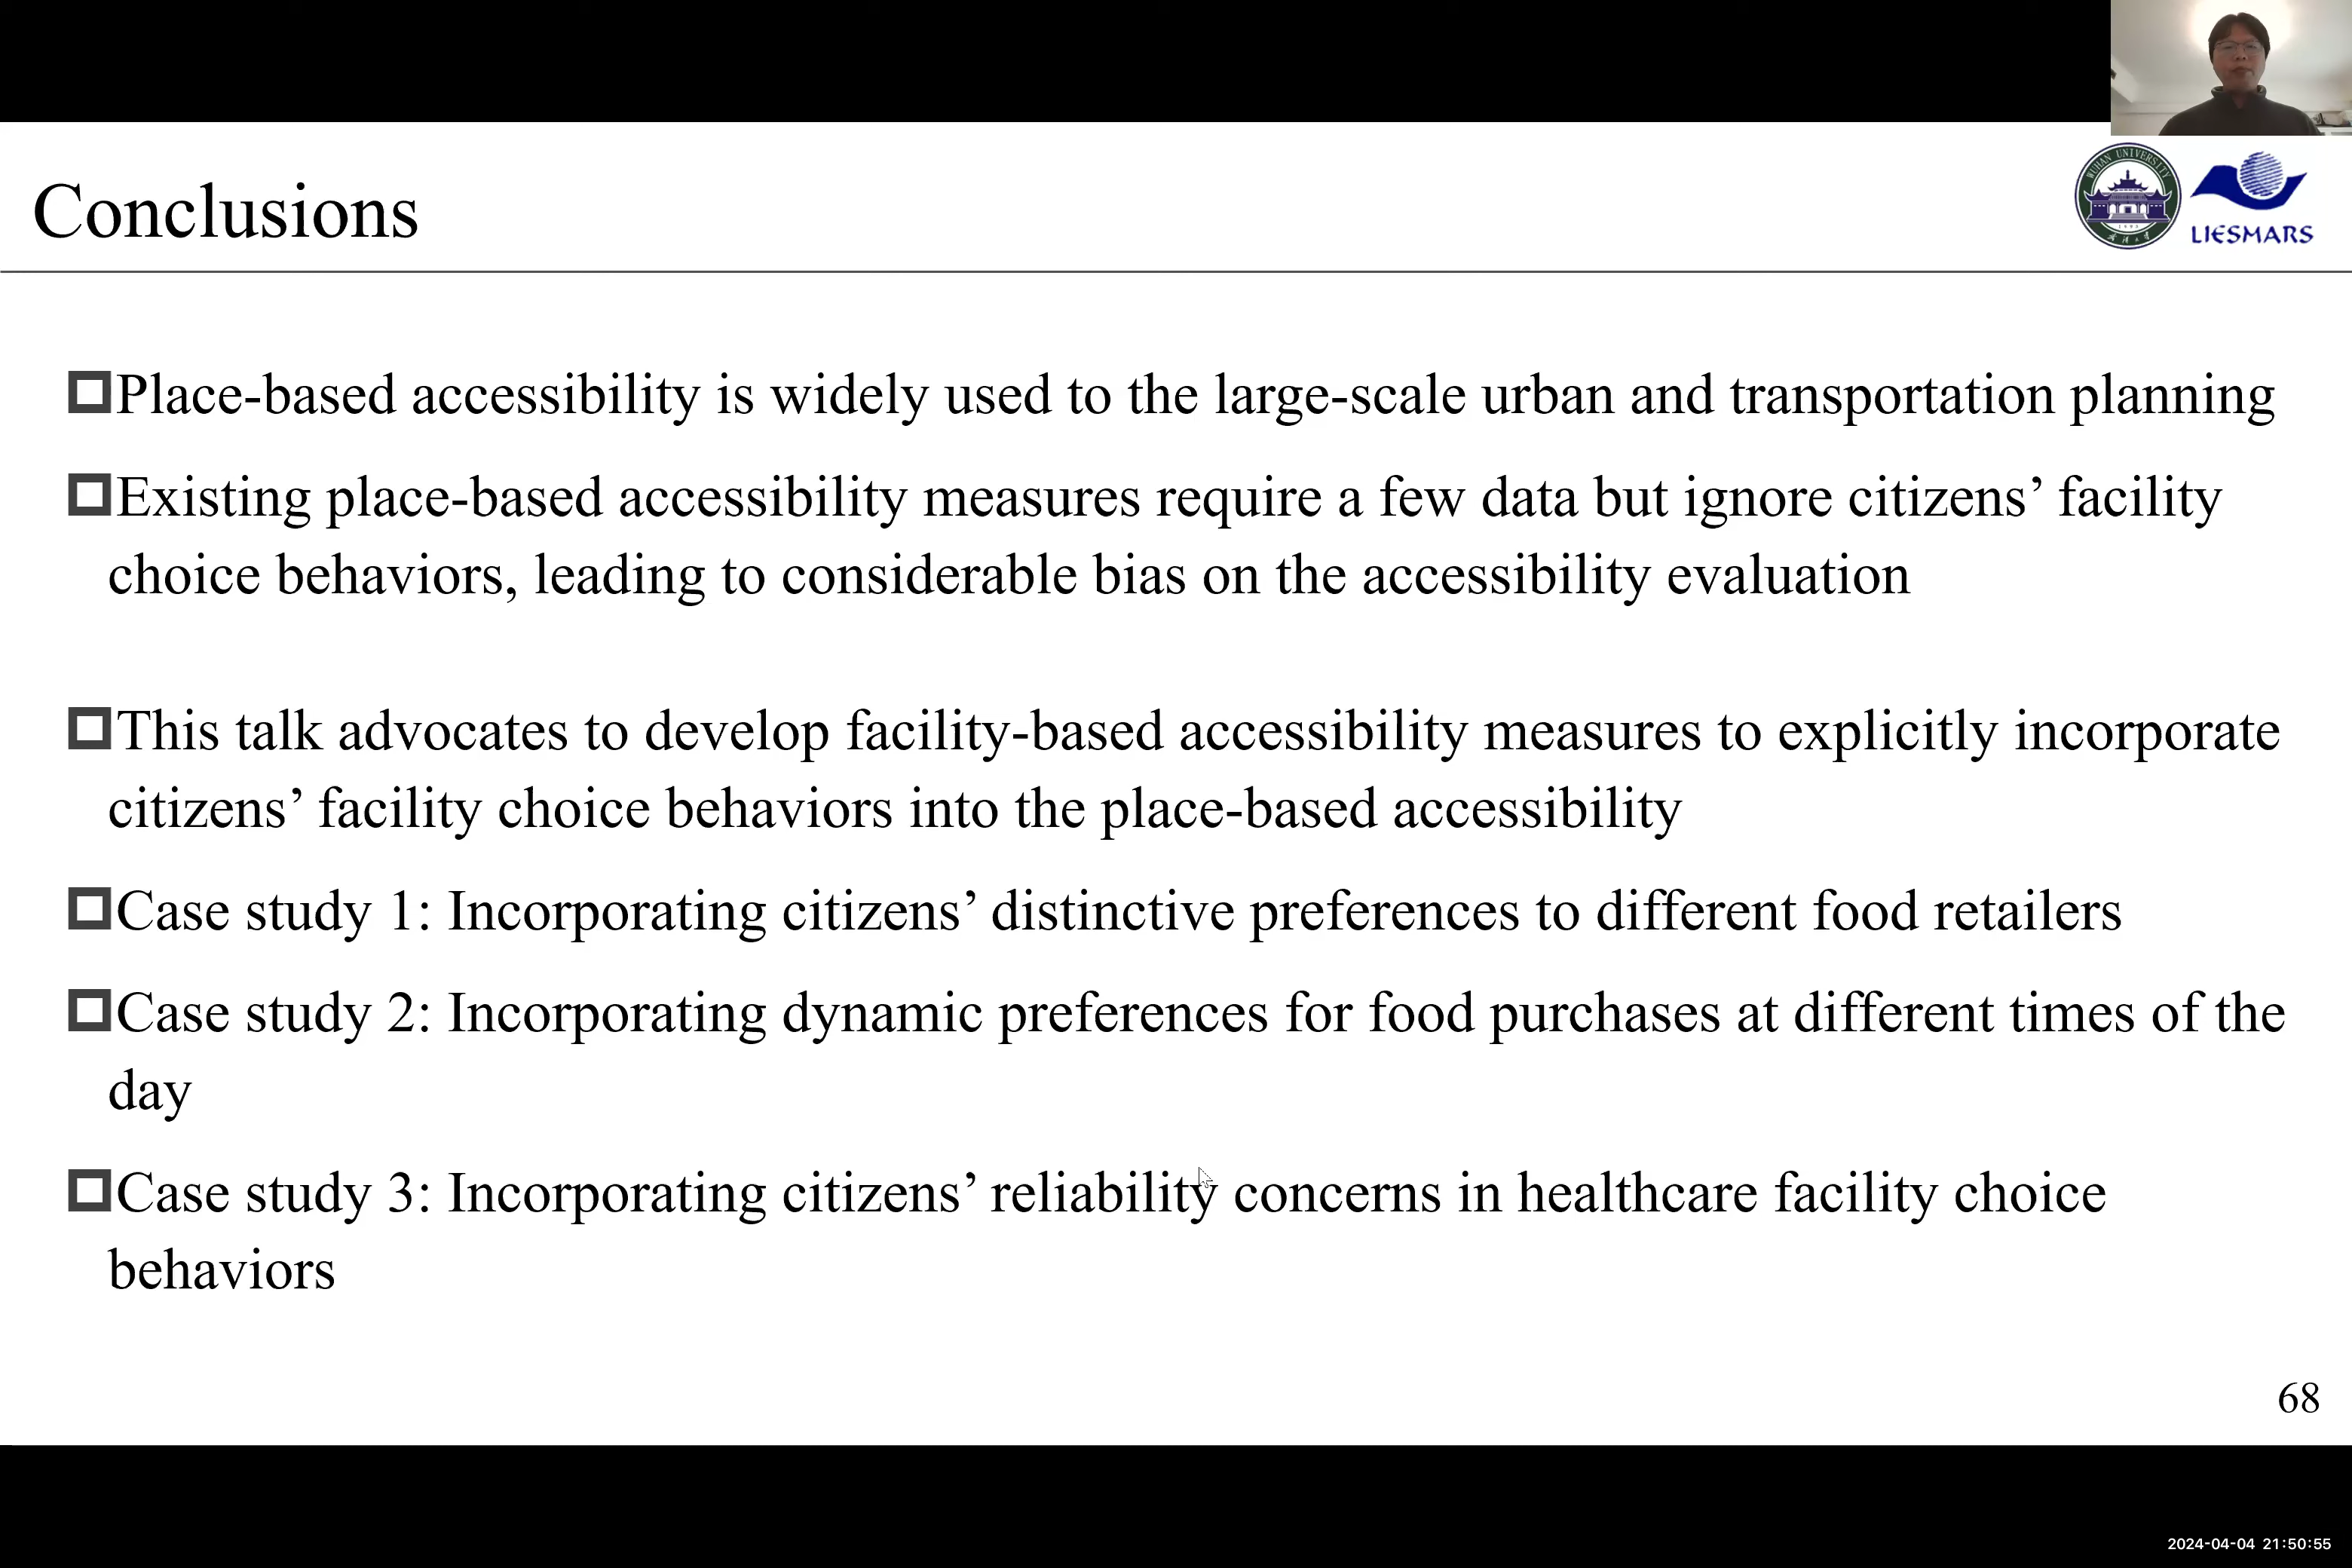 WUHAN UNIVERSITY
1893
LIESMARS
Conclusions
Place-based accessibility is widely used to the large-scale urban and transportation planning
Existing place-based accessibility measures require a few data but ignore citizens’ facility
choice behaviors, leading to considerable bias on the accessibility evaluation
This talk advocates to develop facility-based accessibility measures to explicitly incorporate
citizens’ facility choice behaviors into the place-based accessibility
Case study 1: Incorporating citizens’ distinctive preferences to different food retailers
Case study 2: Incorporating dynamic preferences for food purchases at different times of the
day
Case study 3: Incorporating citizens’ reliability concerns in healthcare facility choice
behaviors
68
2024-04-04 21:50:55